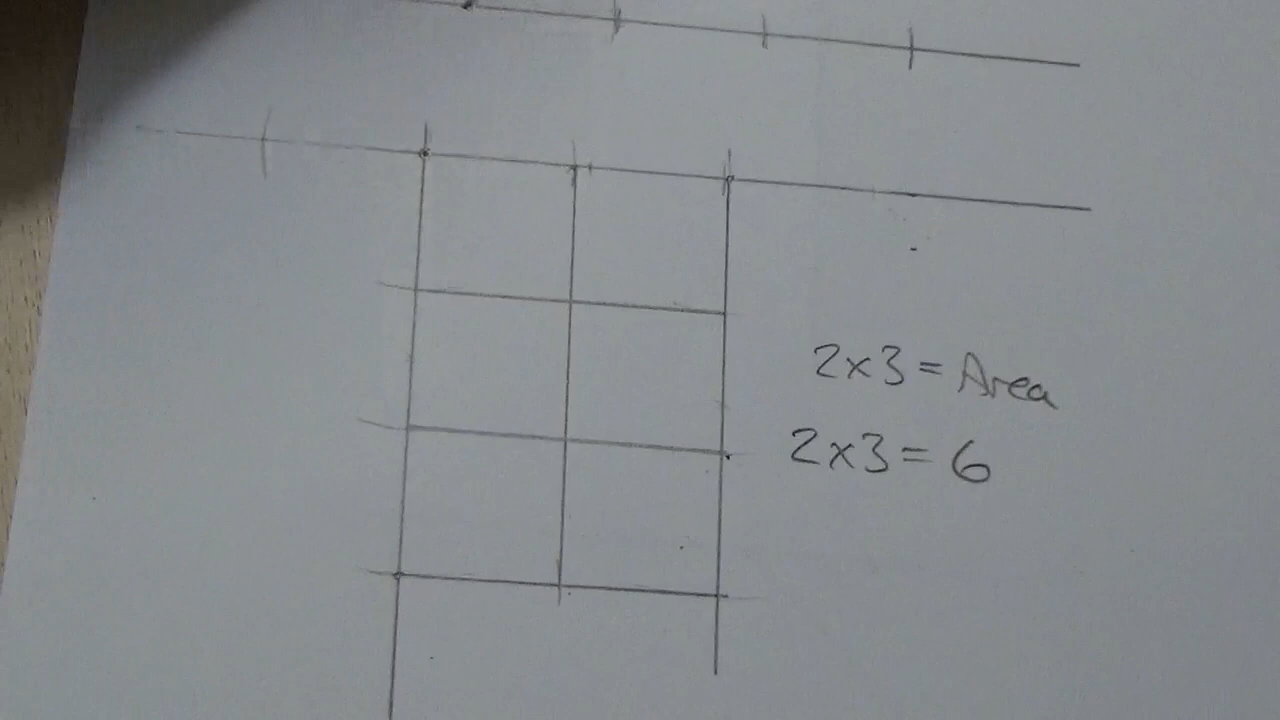 2x3 = Area
2x3 = 6